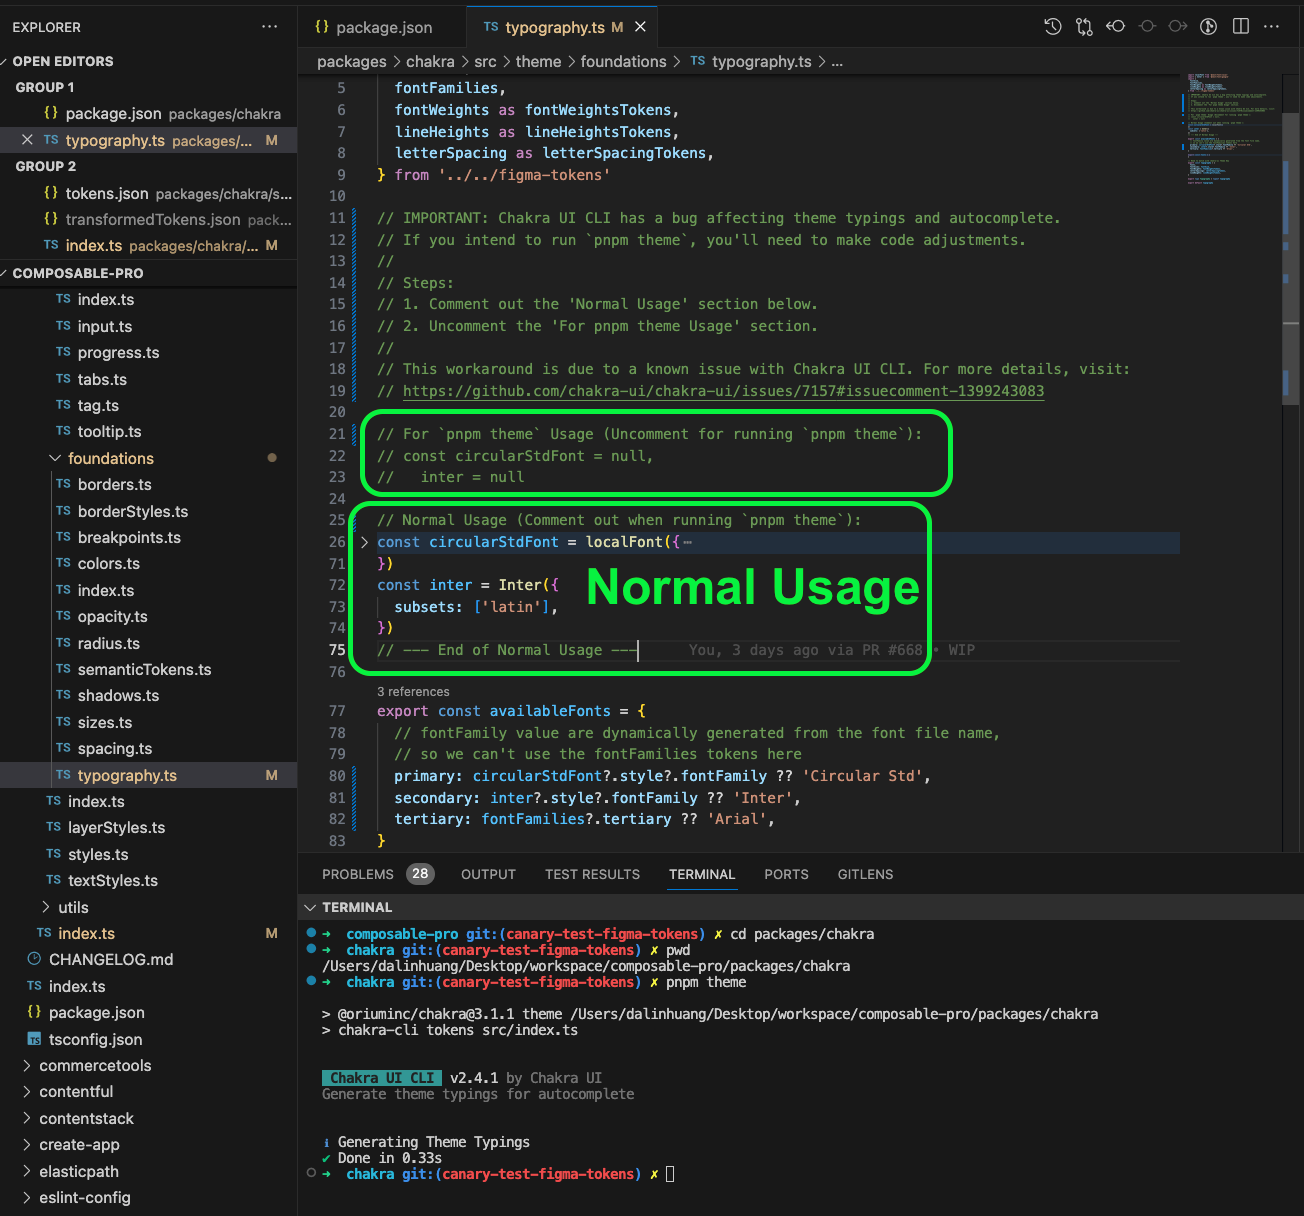 EXPLORER
OPEN EDITORS
GROUP 1
package.json packages/chakra
TS typography.ts packages/... M
GROUP 2
tokens.json packages/chakra/s...
transformedTokens.json pack...
TS index.ts packages/chakra/... M
COMPOSABLE-PRO
TS index.ts
TS input.ts
TS progress.ts
TS tabs.ts
TS tag.ts
TS tooltip.ts
foundations
TS borders.ts
TS borderStyles.ts
TS breakpoints.ts
TS colors.ts
TS index.ts
TS opacity.ts
TS radius.ts
TS semanticTokens.ts
TS shadows.ts
TS sizes.ts
TS spacing.ts
TS typography.ts M
TS index.ts
TS layerStyles.ts
TS styles.ts
TS textStyles.ts
utils
TS index.ts M
CHANGELOG.md
TS index.ts
package.json
TS tsconfig.json
commercetools
contentful
contentstack
create-app
elasticpath
eslint-config
{} package.json
TS typography.ts M
packages > chakra > src > theme > foundations > TS typography.ts > ...
5 fontFamilies,
6 fontWeights as fontWeightsTokens,
7 lineHeights as lineHeightsTokens,
8 letterSpacing as letterSpacingTokens,
9 } from '../../figma-tokens'
10
11 // IMPORTANT: Chakra UI CLI has a bug affecting theme typings and autocomplete.
12 // If you intend to run `pnpm theme`, you'll need to make code adjustments.
13 //
14 // Steps:
15 // 1. Comment out the 'Normal Usage' section below.
16 // 2. Uncomment the 'For pnpm theme Usage' section.
17 //
18 // This workaround is due to a known issue with Chakra UI CLI. For more details, visit:
19 // https://github.com/chakra-ui/chakra-ui/issues/7157#issuecomment-1399243083
20
21 // For `pnpm theme` Usage (Uncomment for running `pnpm theme`):
22 // const circularStdFont = null,
23 //   inter = null
24
25 // Normal Usage (Comment out when running `pnpm theme`):
26 const circularStdFont = localFont({⋯
71 })
72 const inter = Inter({
73 subsets: ['latin'],
74 })
Normal Usage
75 // --- End of Normal Usage --- You, 3 days ago via PR #668 • WIP
76
3 references
77 export const availableFonts = {
78 // fontFamily value are dynamically generated from the font file name,
79 // so we can't use the fontFamilies tokens here
80 primary: circularStdFont?.style?.fontFamily ?? 'Circular Std',
81 secondary: inter?.style?.fontFamily ?? 'Inter',
82 tertiary: fontFamilies?.tertiary ?? 'Arial',
83 }
PROBLEMS 28 OUTPUT TEST RESULTS TERMINAL PORTS GITLENS
TERMINAL
➜ composable-pro git:(canary-test-figma-tokens) ✗ cd packages/chakra
➜ chakra git:(canary-test-figma-tokens) ✗ pwd
/Users/dalinhuang/Desktop/workspace/composable-pro/packages/chakra
➜ chakra git:(canary-test-figma-tokens) ✗ pnpm theme
> @oriuminc/chakra@3.1.1 theme /Users/dalinhuang/Desktop/workspace/composable-pro/packages/chakra
> chakra-cli tokens src/index.ts
Chakra UI CLI v2.4.1 by Chakra UI
Generate theme typings for autocomplete
ℹ Generating Theme Typings
✔ Done in 0.33s
➜ chakra git:(canary-test-figma-tokens) ✗